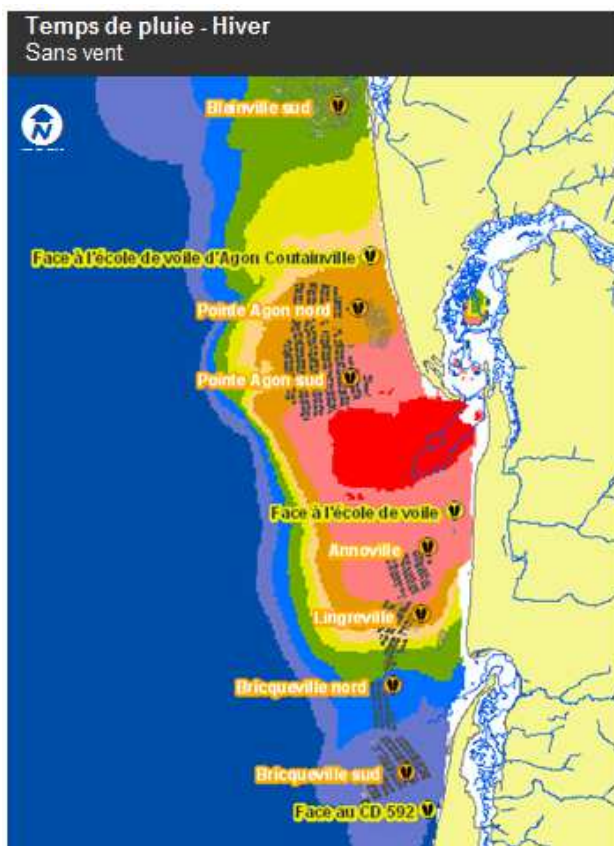 Temps de pluie - Hiver
Sans vent
Blainville sud
N
Face à l'école de voile d'Agon Coutainville
Pointe Agon nord
Pointe Agon sud
Face à l'école de voile
Annoville
Lingreville
Bricqueville nord
Bricqueville sud
Face au CD 592